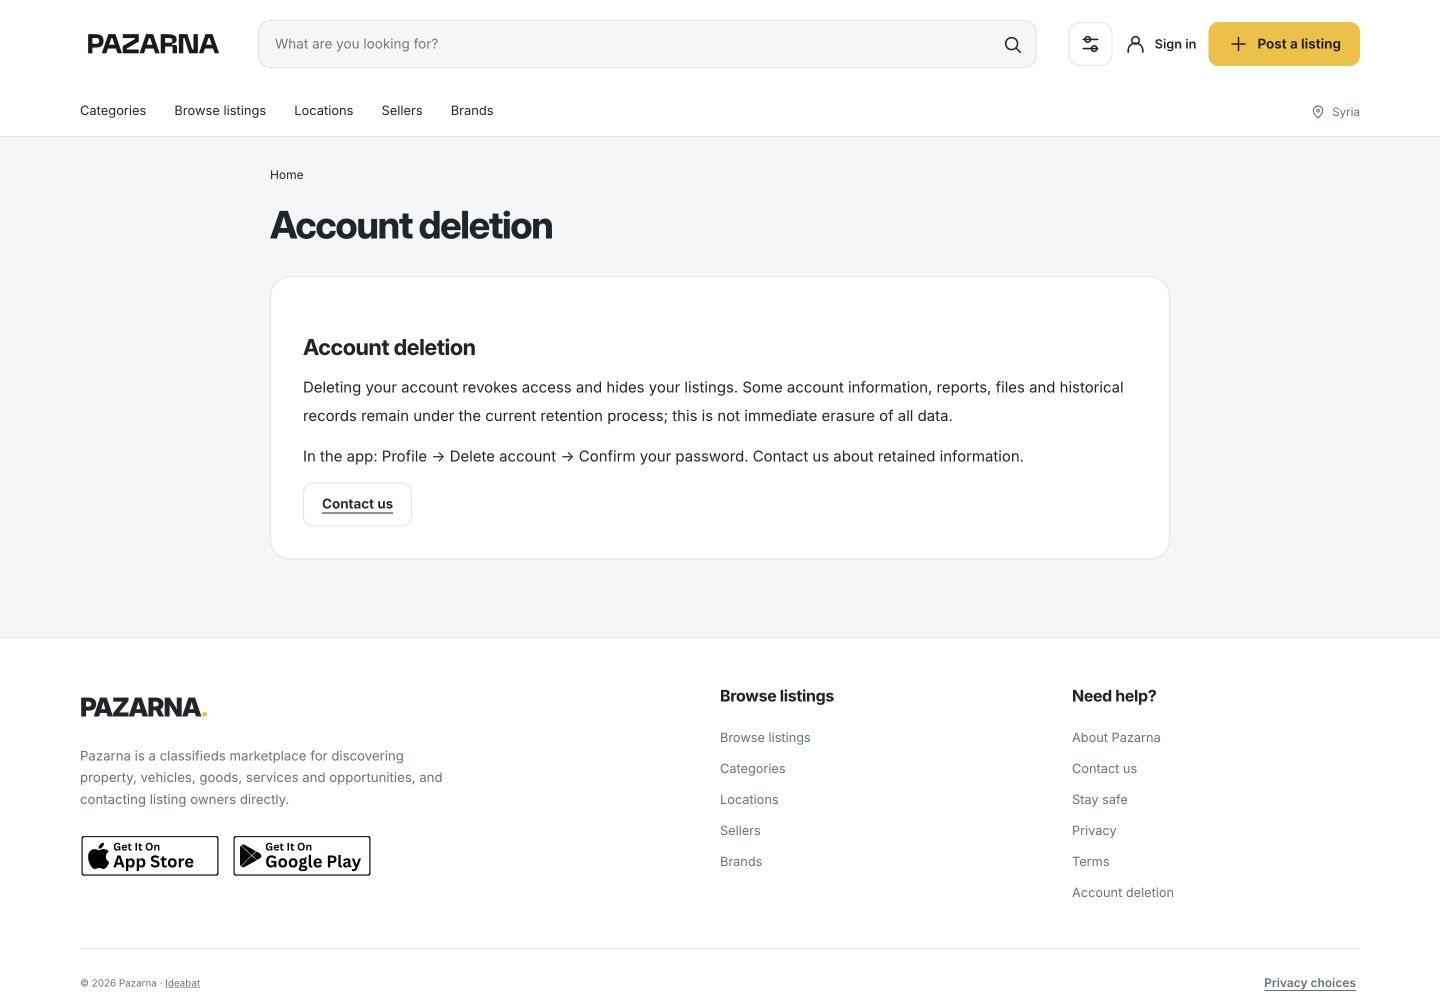 PAZARNA
What are you looking for?
Sign in
Post a listing
Categories
Browse listings
Locations
Sellers
Brands
Syria
Home
Account deletion
Account deletion
Deleting your account revokes access and hides your listings. Some account information, reports, files and historical
records remain under the current retention process; this is not immediate erasure of all data.
In the app: Profile → Delete account → Confirm your password. Contact us about retained information.
Contact us
PAZARNA.
Pazarna is a classifieds marketplace for discovering
property, vehicles, goods, services and opportunities, and
contacting listing owners directly.
Get It On
App Store
Get It On
Google Play
Browse listings
Browse listings
Categories
Locations
Sellers
Brands
Need help?
About Pazarna
Contact us
Stay safe
Privacy
Terms
Account deletion
© 2026 Pazarna · Ideabat
Privacy choices